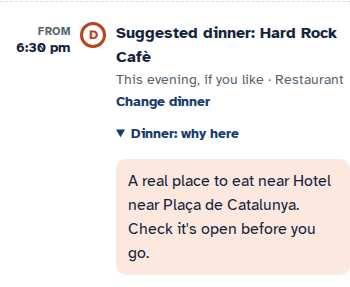 FROM
6:30 pm
D
Suggested dinner: Hard Rock
Cafè
This evening, if you like · Restaurant
Change dinner
▼ Dinner: why here
A real place to eat near Hotel
near Plaça de Catalunya.
Check it's open before you
go.